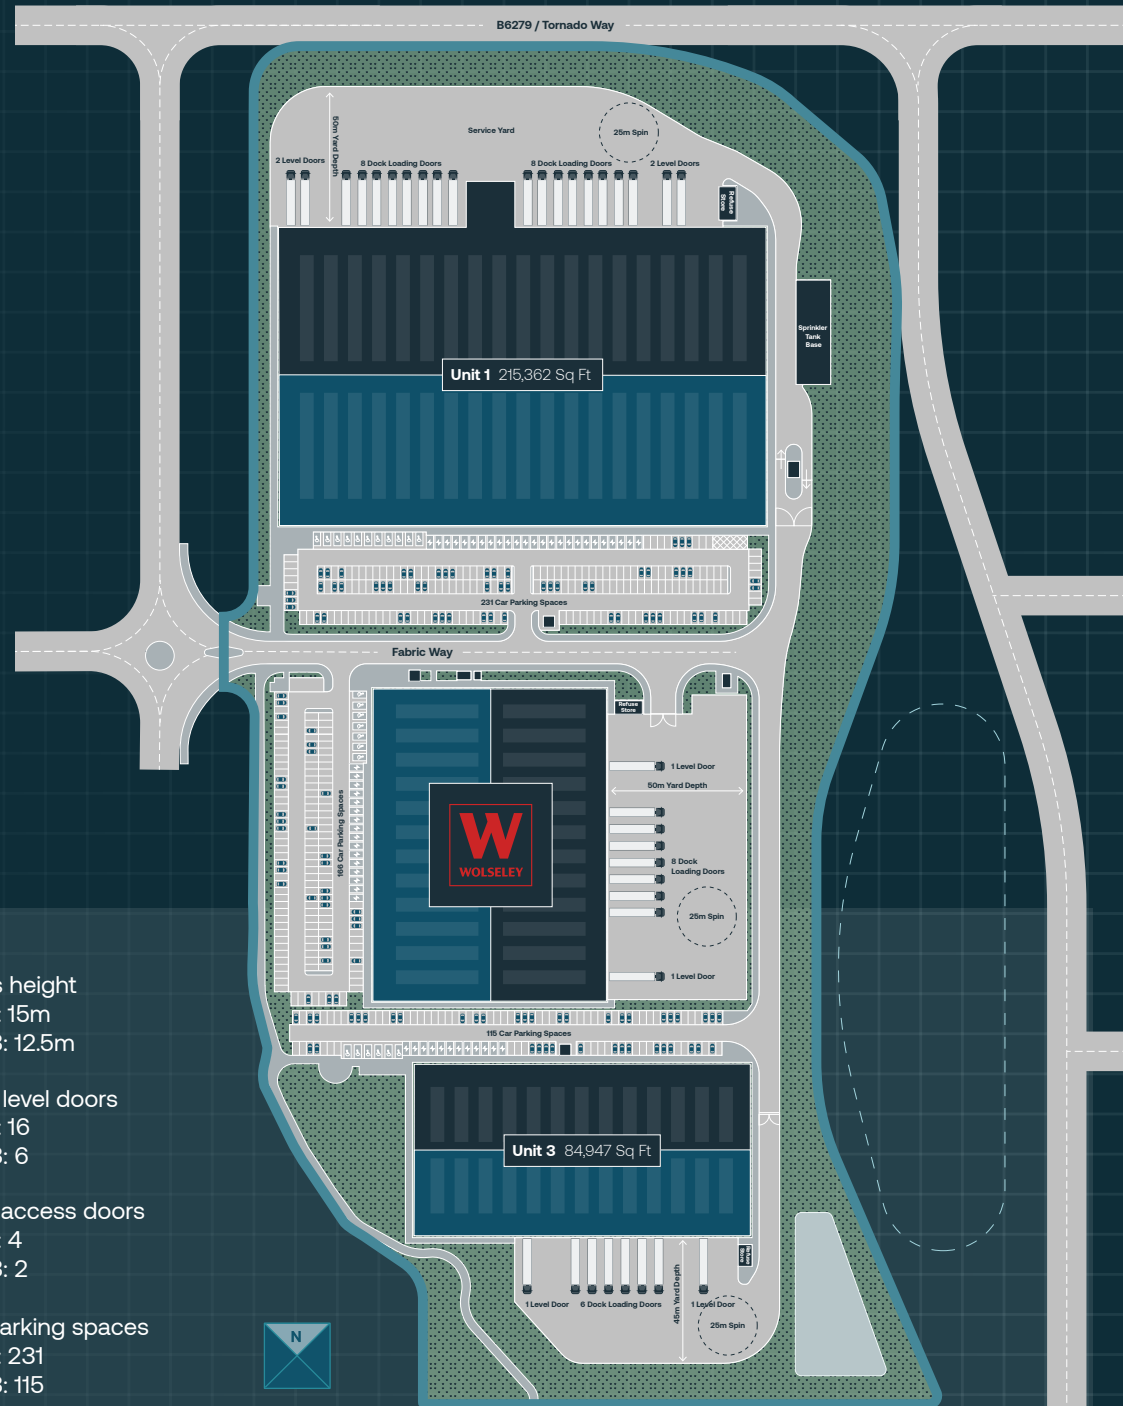 B6279 / Tornado Way
Service Yard
25m Spin
50m Yard Depth
2 Level Doors
8 Dock Loading Doors
8 Dock Loading Doors
2 Level Doors
Refuse
Store
Sprinkler
Tank
Base
Unit 1 215,362 Sq Ft
231 Car Parking Spaces
Fabric Way
Refuse
Store
1 Level Door
50m Yard Depth
166 Car Parking Spaces
W
WOLSELEY
8 Dock
Loading Doors
25m Spin
1 Level Door
s height
: 15m
3: 12.5m
115 Car Parking Spaces
level doors
: 16
3: 6
Unit 3 84,947 Sq Ft
access doors
: 4
3: 2
Refuse
Store
45m Yard Depth
1 Level Door
6 Dock Loading Doors
1 Level Door
25m Spin
arking spaces
: 231
3: 115
N